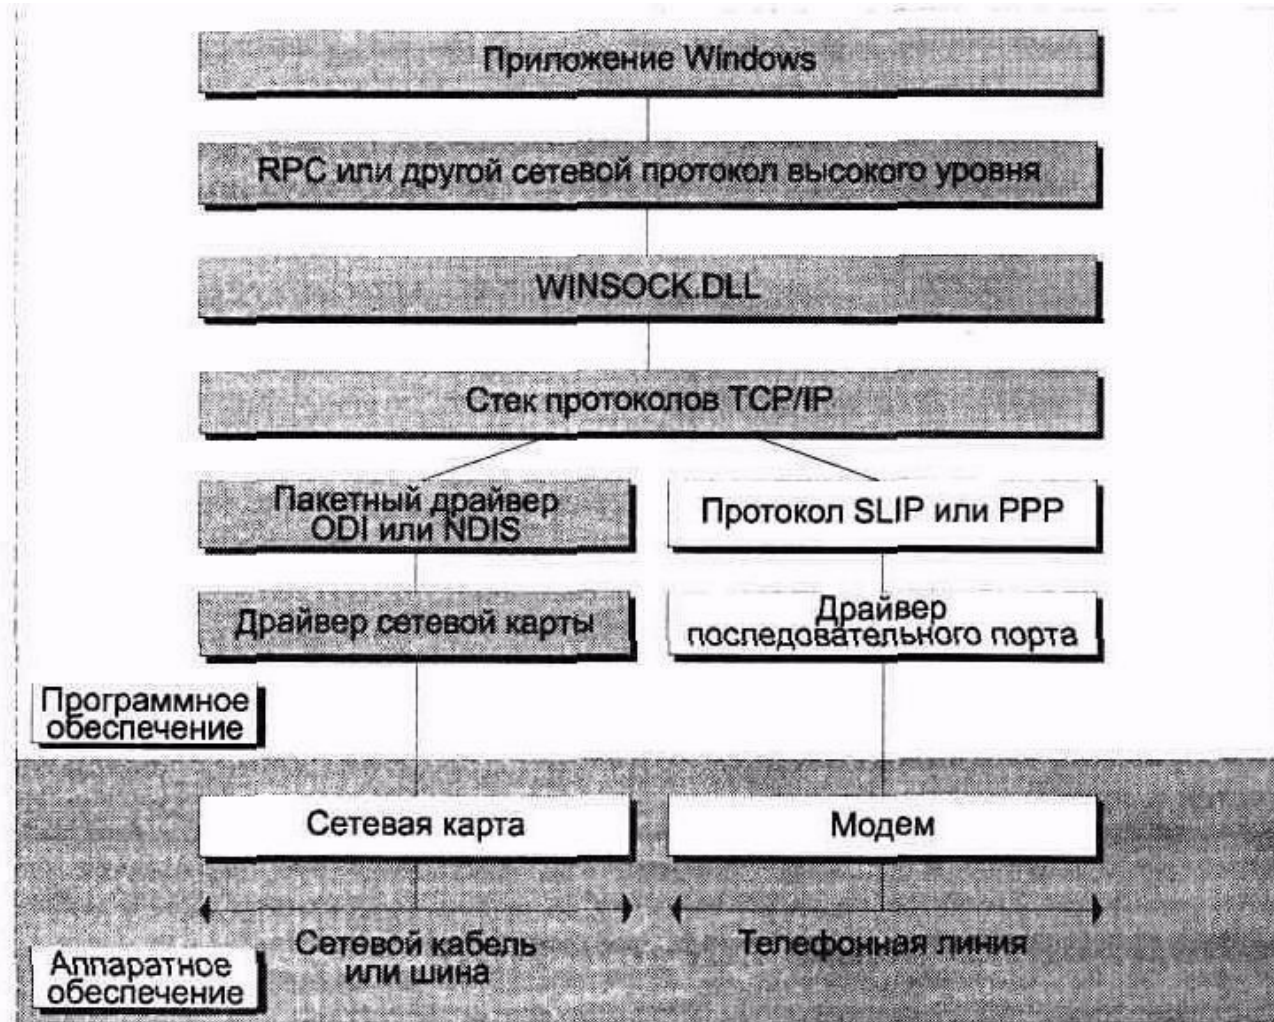 Приложение Windows
RPC или другой сетевой протокол высокого уровня
WINSOCK.DLL
Стек протоколов TCP/IP
Пакетный драйвер
ODI или NDIS
Протокол SLIP или PPP
Драйвер сетевой карты
Драйвер
последовательного порта
Программное
обеспечение
Сетевая карта
Модем
Сетевой кабель
или шина
Телефонная линия
Аппаратное
обеспечение